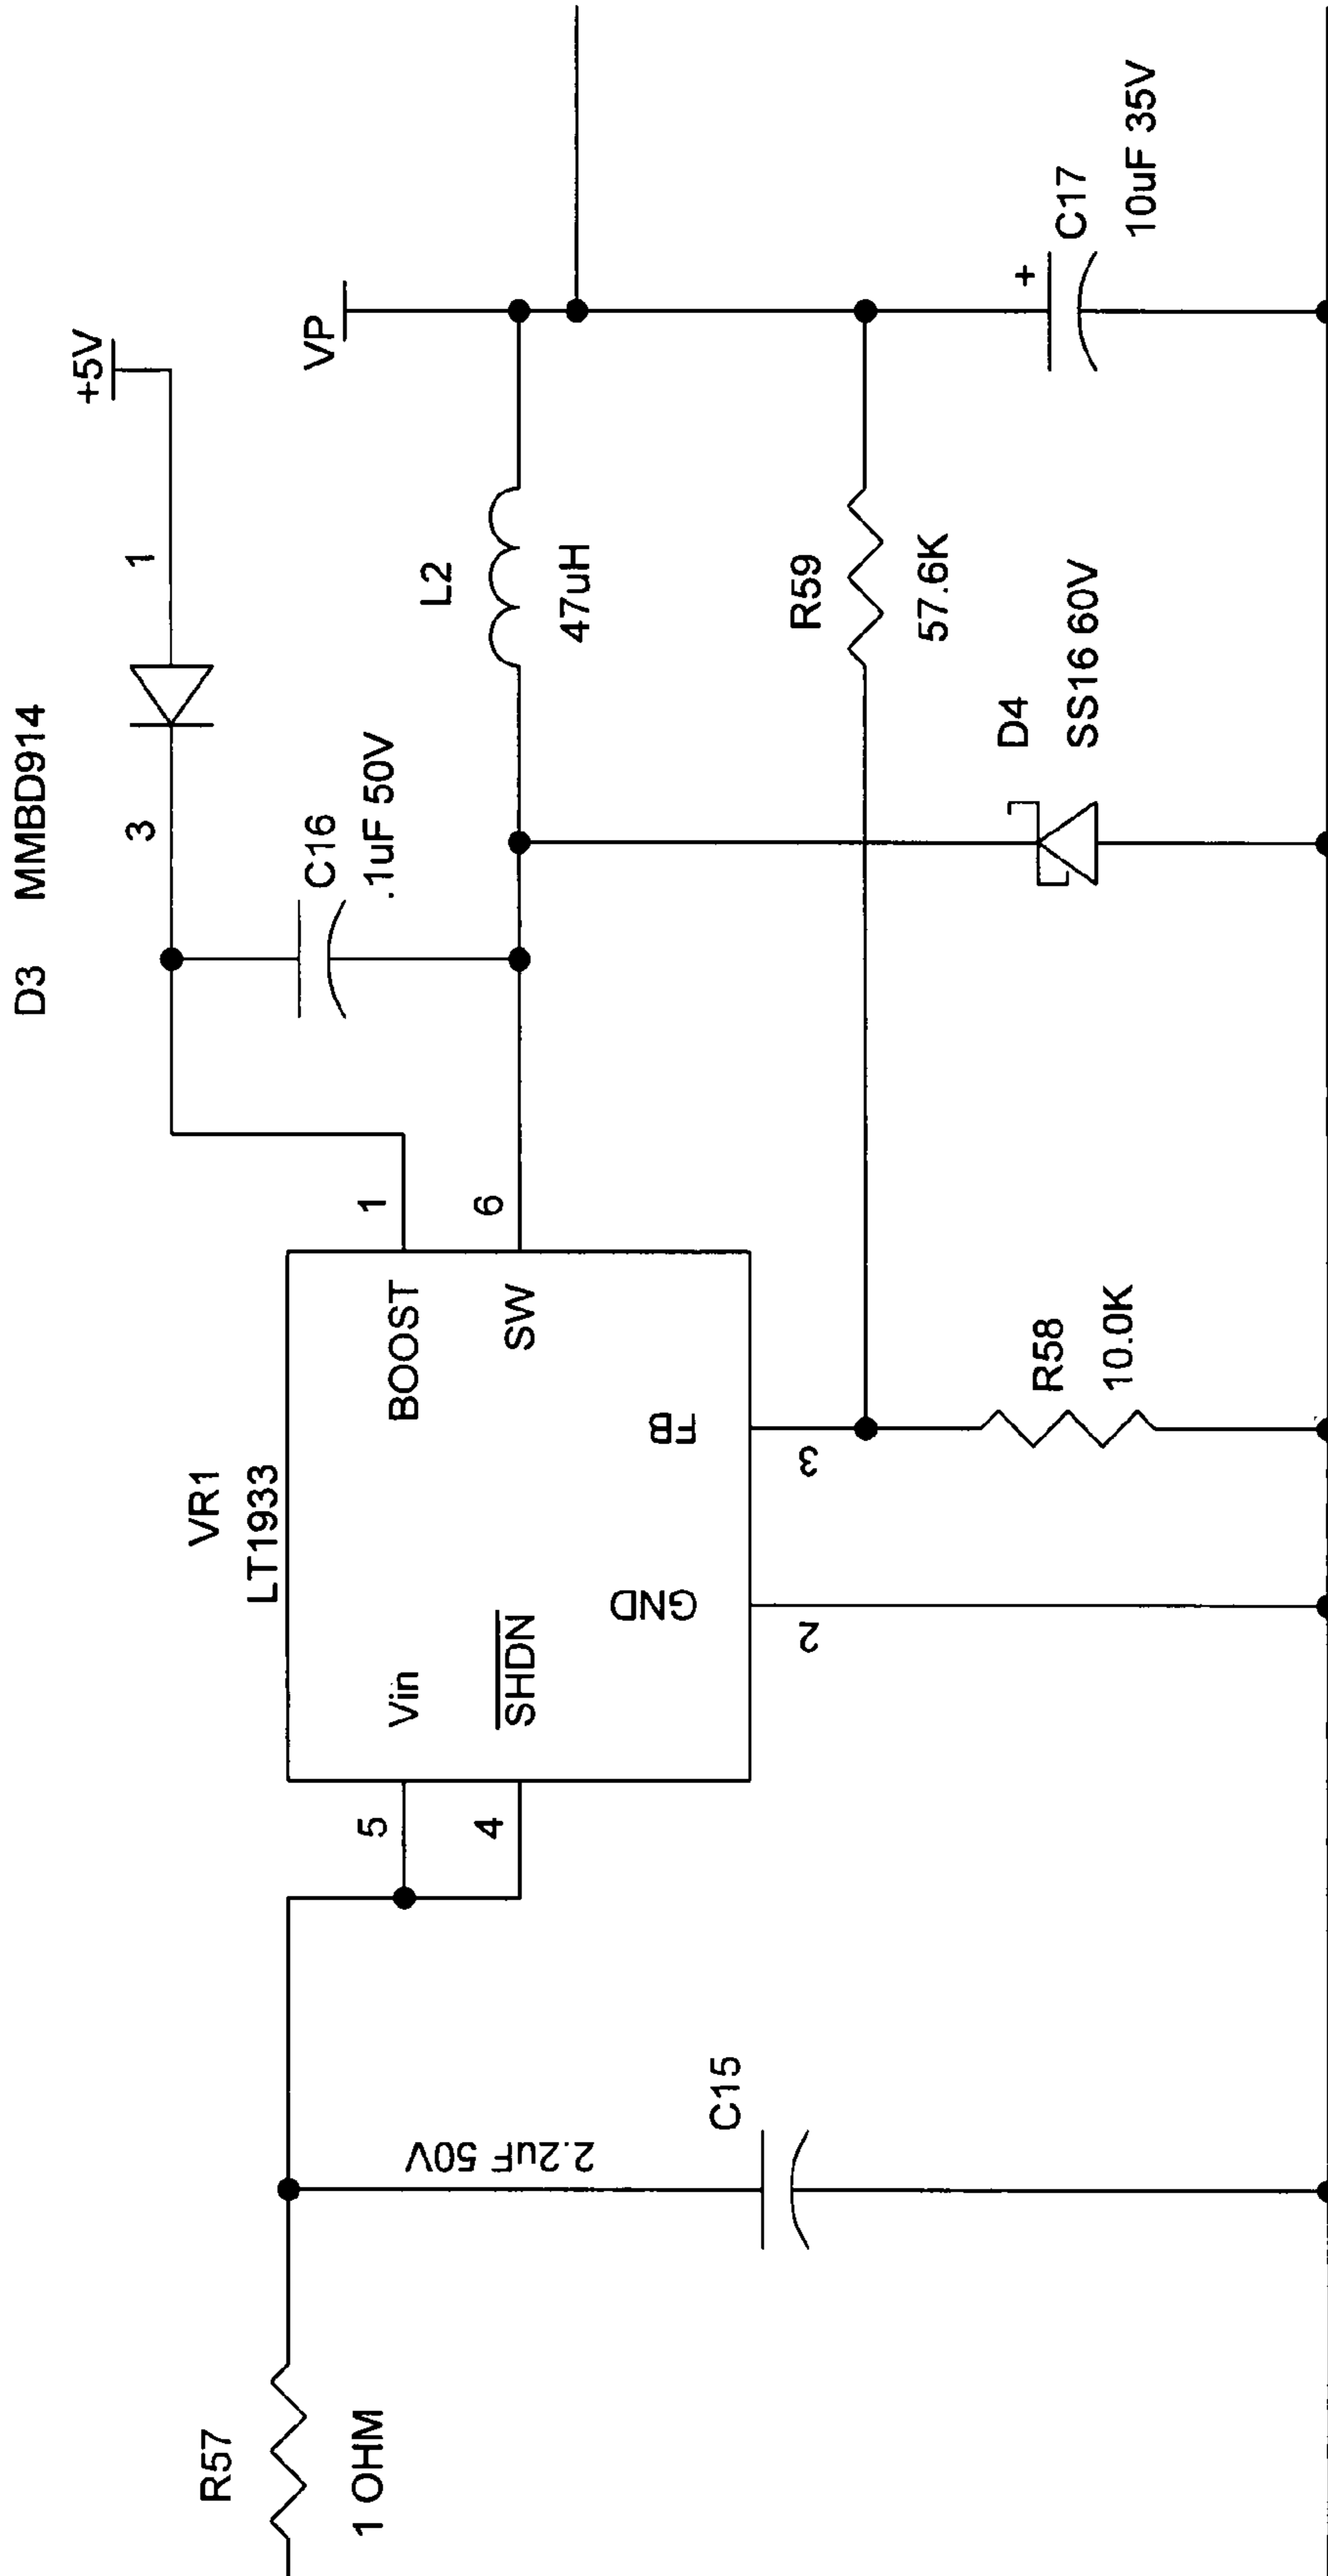 D3 MMBD914
+5V
1
3
VP
C16
.1uF 50V
L2
47uH
VR1
LT1933
BOOST
1
SW
6
Vin
5
SHDN
4
GND
2
FB
3
R59
57.6K
D4
SS16 60V
C17
+
10uF 35V
R58
10.0K
R57
1 OHM
2.2uF 50V
C15